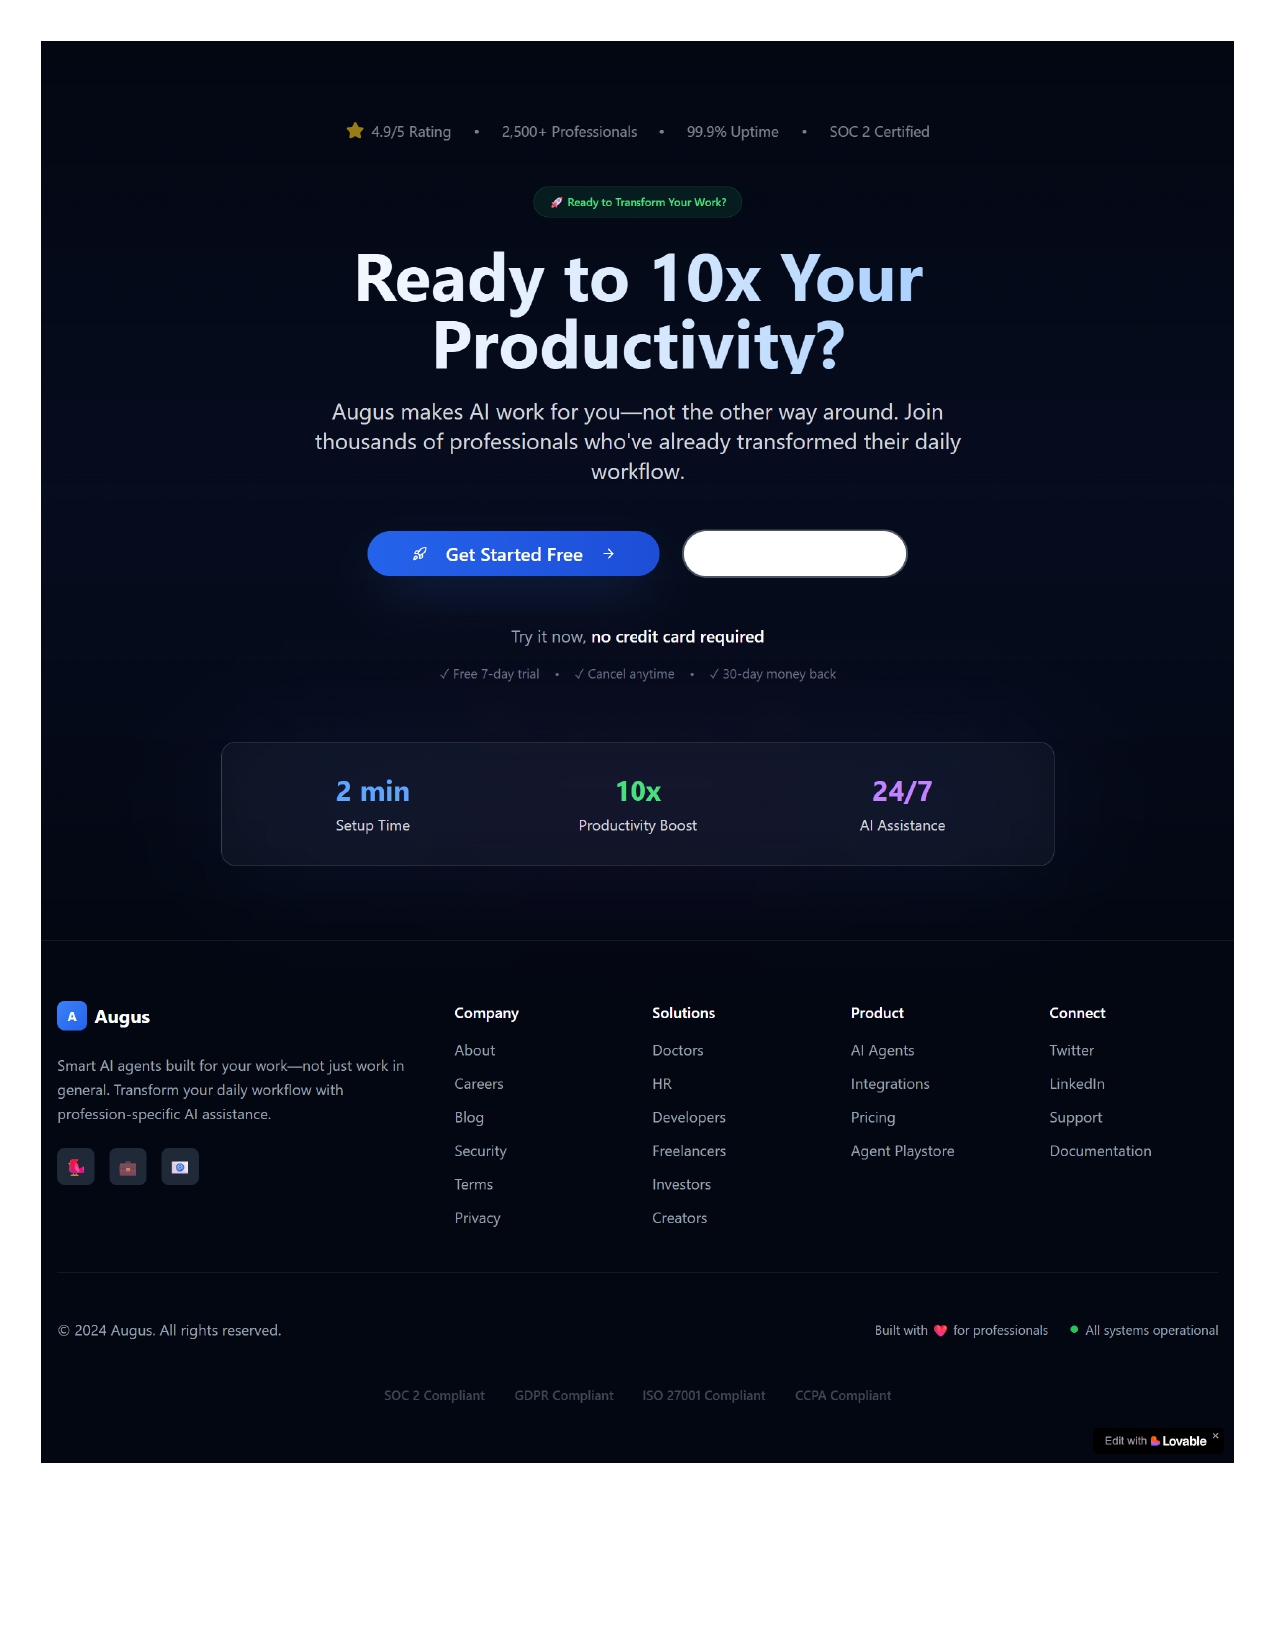 4.9/5 Rating • 2,500+ Professionals • 99.9% Uptime • SOC 2 Certified
Ready to Transform Your Work?
Ready to 10x Your
Productivity?
Augus makes AI work for you—not the other way around. Join
thousands of professionals who've already transformed their daily
workflow.
Get Started Free →
Try it now, no credit card required
✓ Free 7-day trial • ✓ Cancel anytime • ✓ 30-day money back
2 min
Setup Time
10x
Productivity Boost
24/7
AI Assistance
A Augus
Smart AI agents built for your work—not just work in
general. Transform your daily workflow with
profession-specific AI assistance.
Company
About
Careers
Blog
Security
Terms
Privacy
Solutions
Doctors
HR
Developers
Freelancers
Investors
Creators
Product
AI Agents
Integrations
Pricing
Agent Playstore
Connect
Twitter
LinkedIn
Support
Documentation
© 2024 Augus. All rights reserved.
Built with ❤️ for professionals
All systems operational
SOC 2 Compliant GDPR Compliant ISO 27001 Compliant CCPA Compliant
Edit with Lovable ×